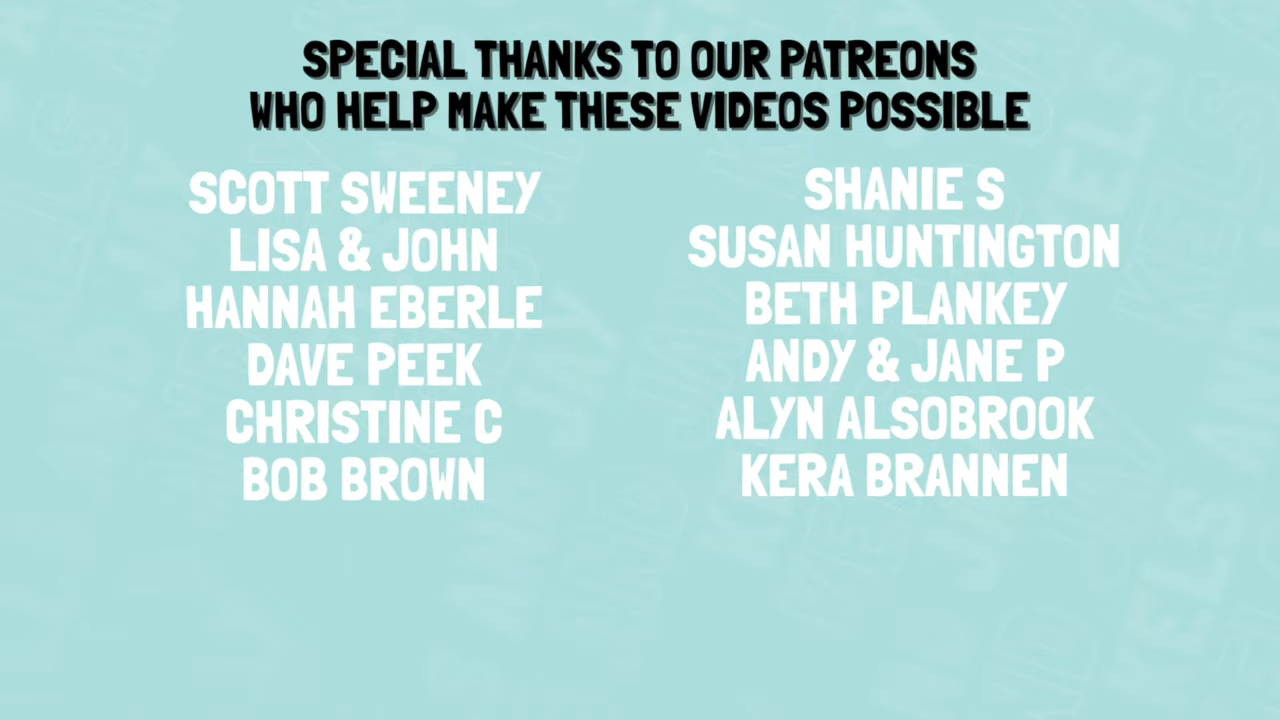 SPECIAL THANKS TO OUR PATREONS
WHO HELP MAKE THESE VIDEOS POSSIBLE
SCOTT SWEENEY
LISA & JOHN
HANNAH EBERLE
DAVE PEEK
CHRISTINE C
BOB BROWN
SHANIE S
SUSAN HUNTINGTON
BETH PLANKEY
ANDY & JANE P
ALYN ALSOBROOK
KERA BRANNEN